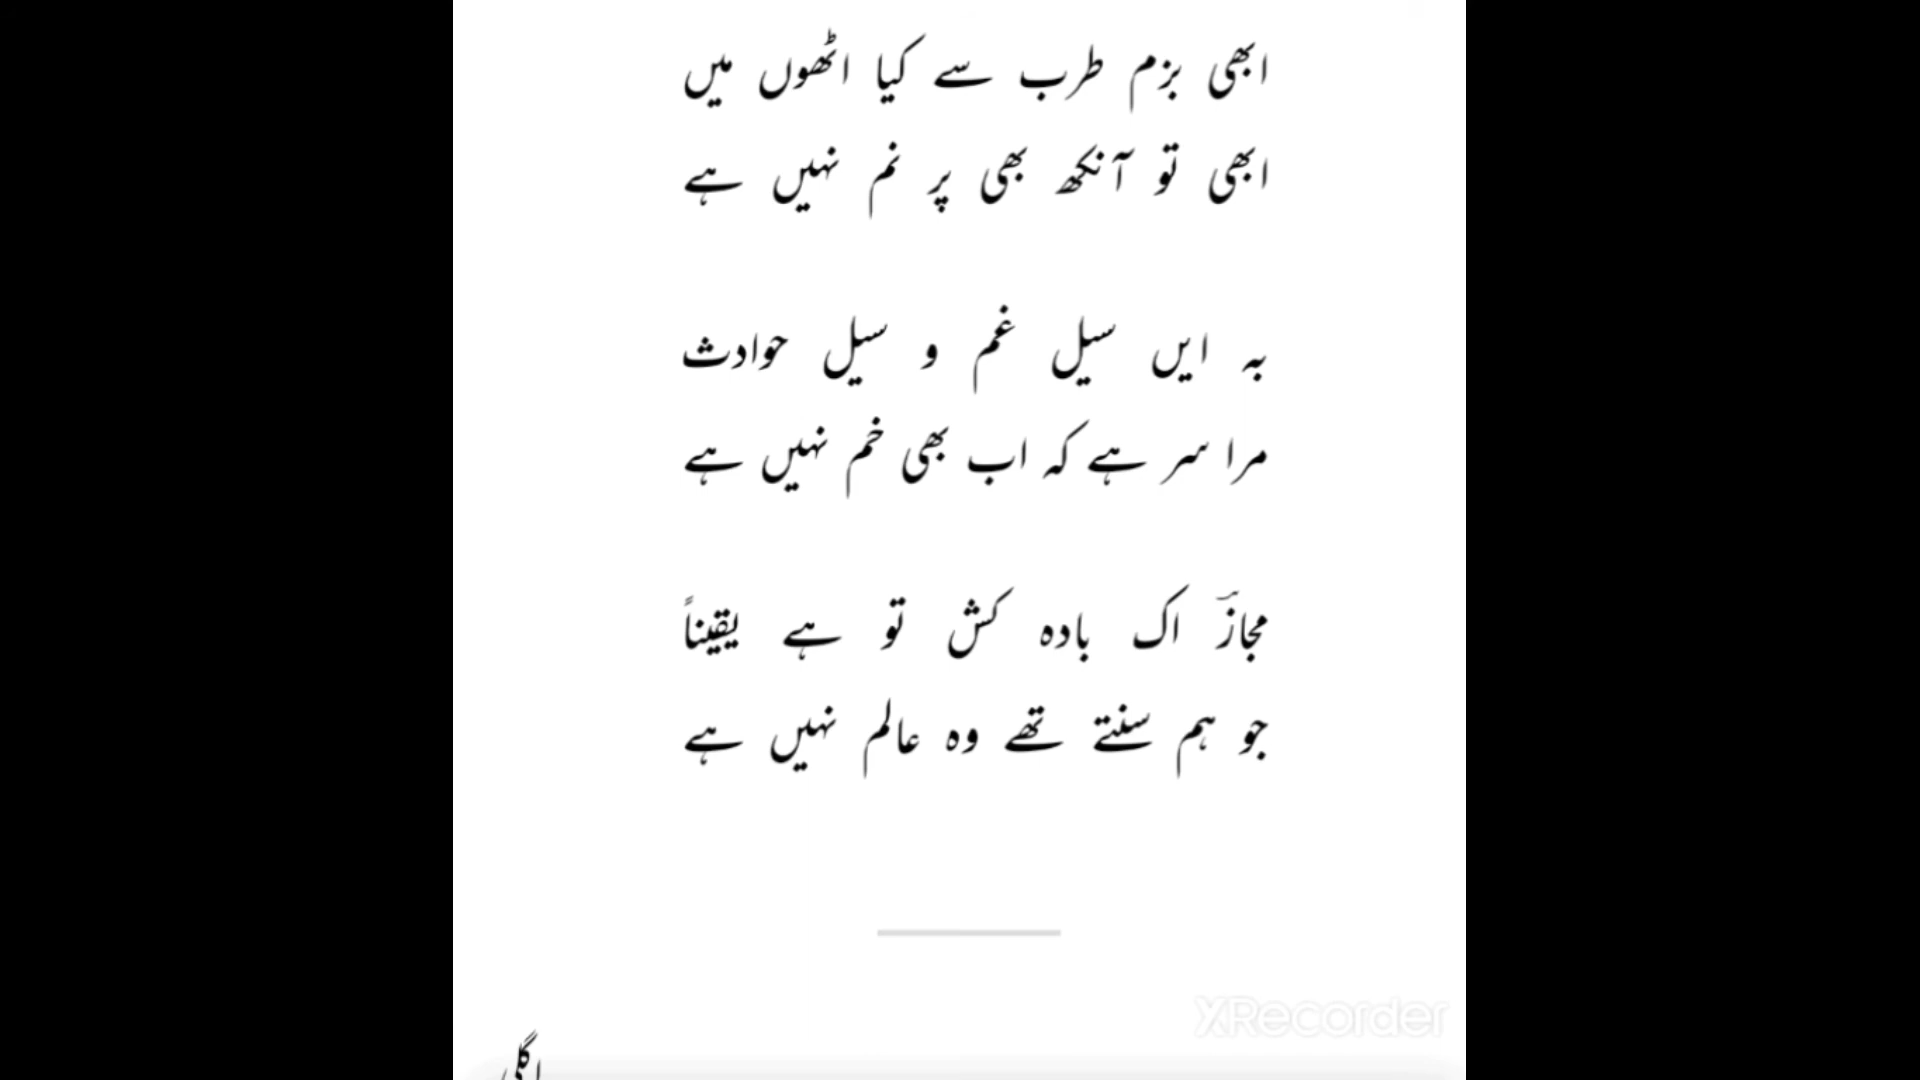 ابھی بزم طرب سے کیا اٹھوں میں
ابھی تو آنکھ بھی پر نم نہیں ہے
بہ ایں سیل غم و سیل حوادث
مرا سر ہے کہ اب بھی خم نہیں ہے
مجازؔ اک بادہ کش تو ہے یقیناً
جو ہم سنتے تھے وہ عالم نہیں ہے
XRecorder
اگلی